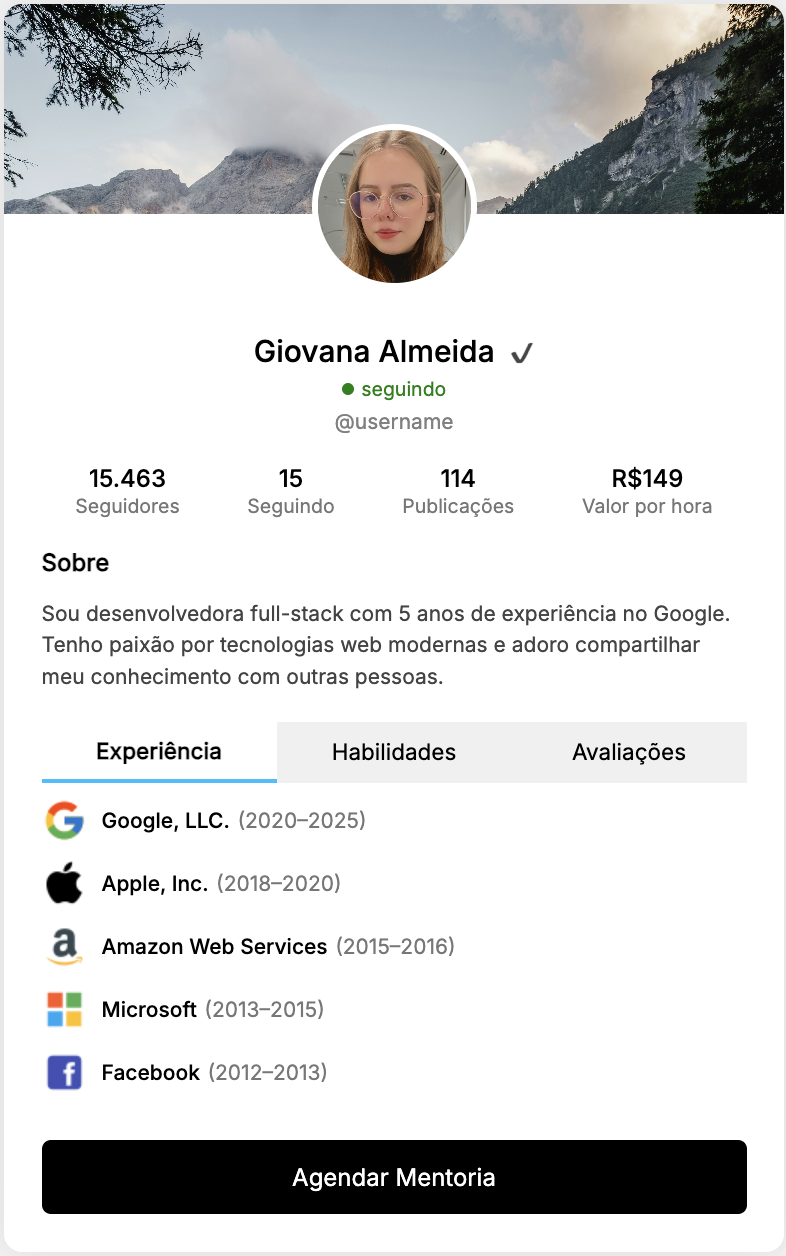 Giovana Almeida
seguindo
@username
15.463 15 114 R$149
Seguidores Seguindo Publicações Valor por hora
Sobre
Sou desenvolvedora full-stack com 5 anos de experiência no Google.
Tenho paixão por tecnologias web modernas e adoro compartilhar
meu conhecimento com outras pessoas.
Experiência Habilidades Avaliações
Google, LLC. (2020–2025)
Apple, Inc. (2018–2020)
Amazon Web Services (2015–2016)
Microsoft (2013–2015)
Facebook (2012–2013)
Agendar Mentoria